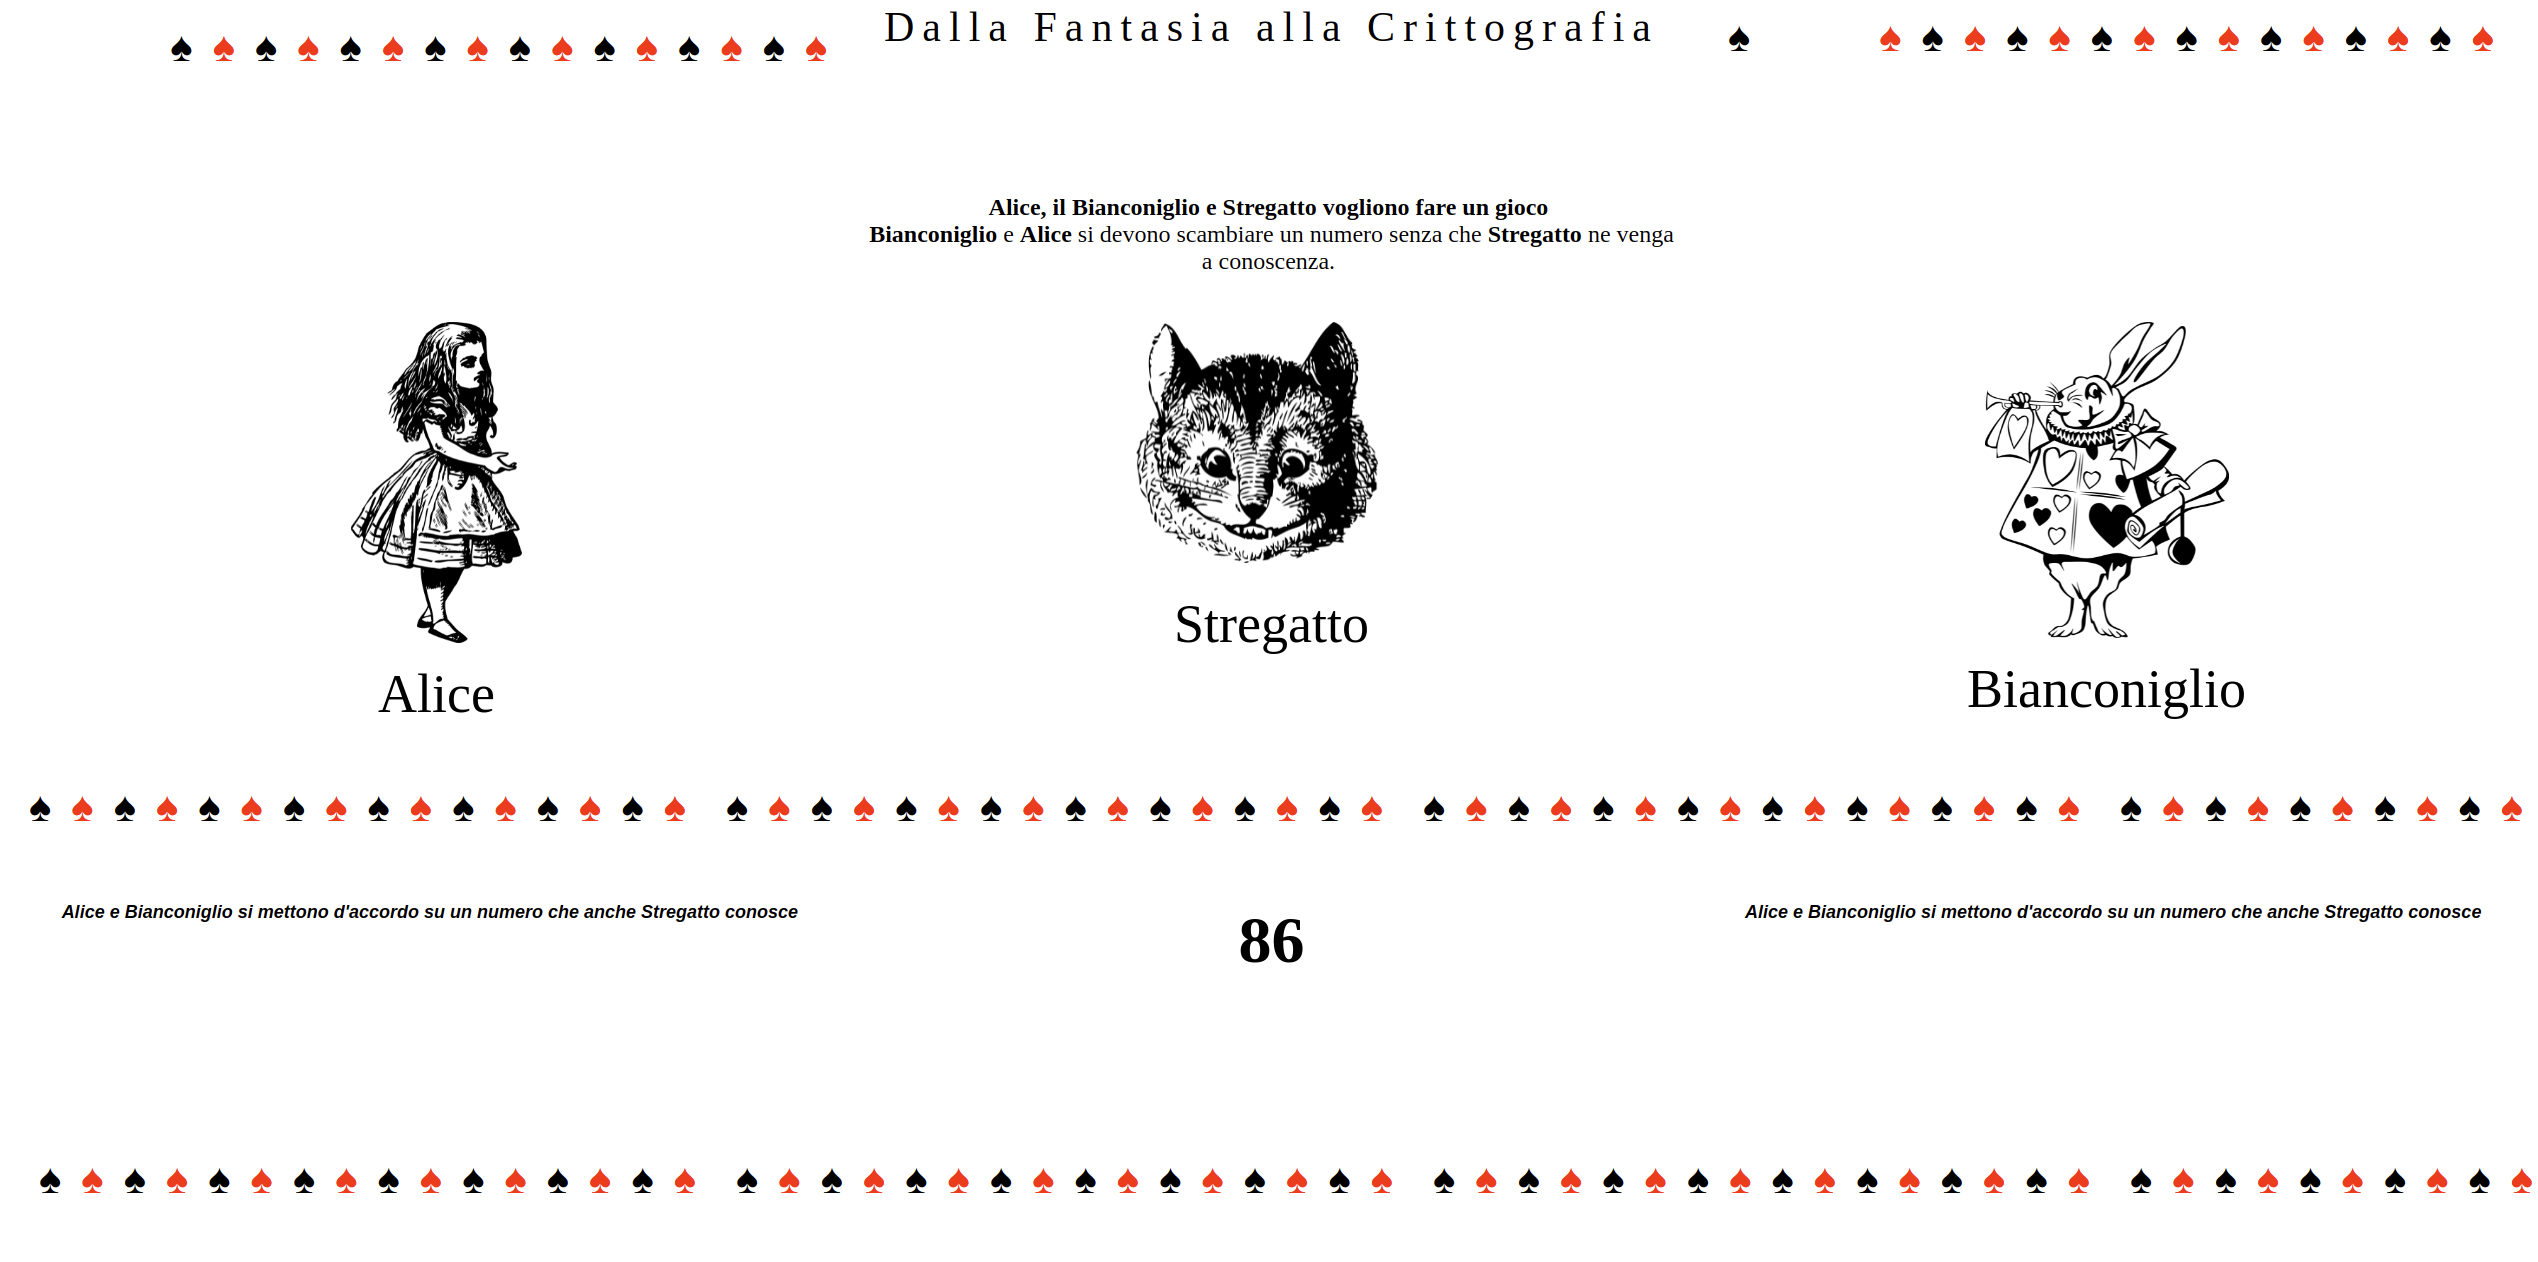 Dalla Fantasia alla Crittografia
Alice, il Bianconiglio e Stregatto vogliono fare un gioco
Bianconiglio e Alice si devono scambiare un numero senza che Stregatto ne venga
a conoscenza.
Alice
Stregatto
Bianconiglio
Alice e Bianconiglio si mettono d'accordo su un numero che anche Stregatto conosce
86
Alice e Bianconiglio si mettono d'accordo su un numero che anche Stregatto conosce